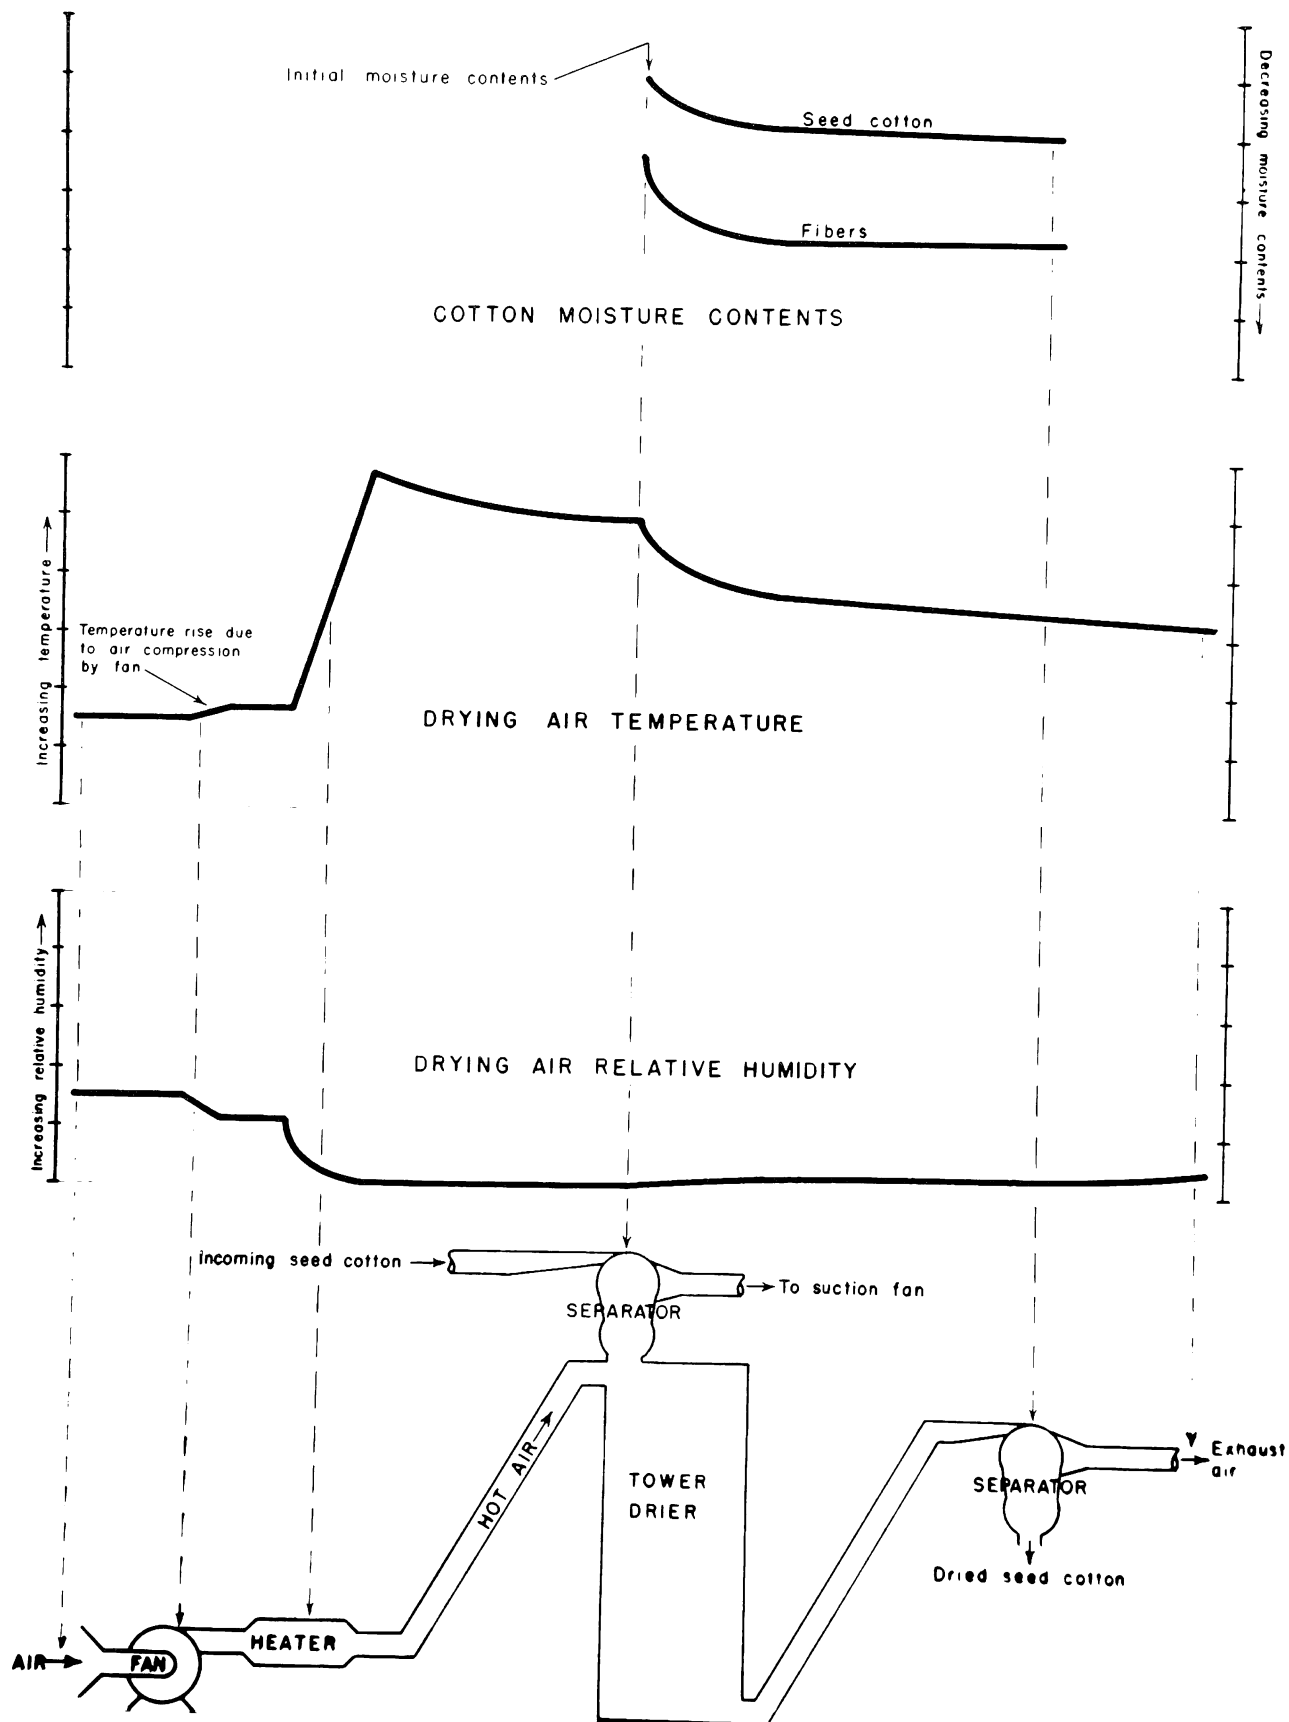 Initial moisture contents
Seed cotton
Fibers
Decreasing moisture contents
COTTON MOISTURE CONTENTS
Increasing temperature
Temperature rise due
to air compression
by fan
DRYING AIR TEMPERATURE
Increasing relative humidity
DRYING AIR RELATIVE HUMIDITY
Incoming seed cotton
To suction fan
SEPARATOR
HOT AIR
TOWER
DRIER
SEPARATOR
Exhaust
air
Dried seed cotton
AIR
FAN
HEATER